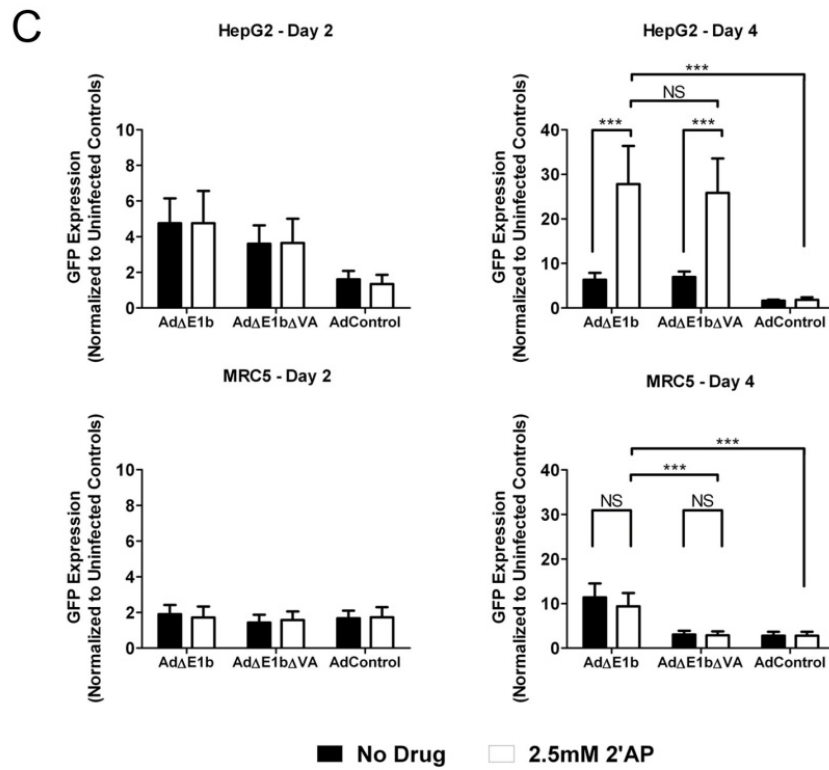 C
HepG2 - Day 2
GFP Expression
(Normalized to Uninfected Controls)
10
8
6
4
2
0
AdΔE1b
AdΔE1bΔVA
AdControl
HepG2 - Day 4
***
NS
***
***
GFP Expression
(Normalized to Uninfected Controls)
40
30
20
10
0
AdΔE1b
AdΔE1bΔVA
AdControl
MRC5 - Day 2
GFP Expression
(Normalized to Uninfected Controls)
10
8
6
4
2
0
AdΔE1b
AdΔE1bΔVA
AdControl
MRC5 - Day 4
***
***
NS
NS
GFP Expression
(Normalized to Uninfected Controls)
40
30
20
10
0
AdΔE1b
AdΔE1bΔVA
AdControl
No Drug
2.5mM 2'AP